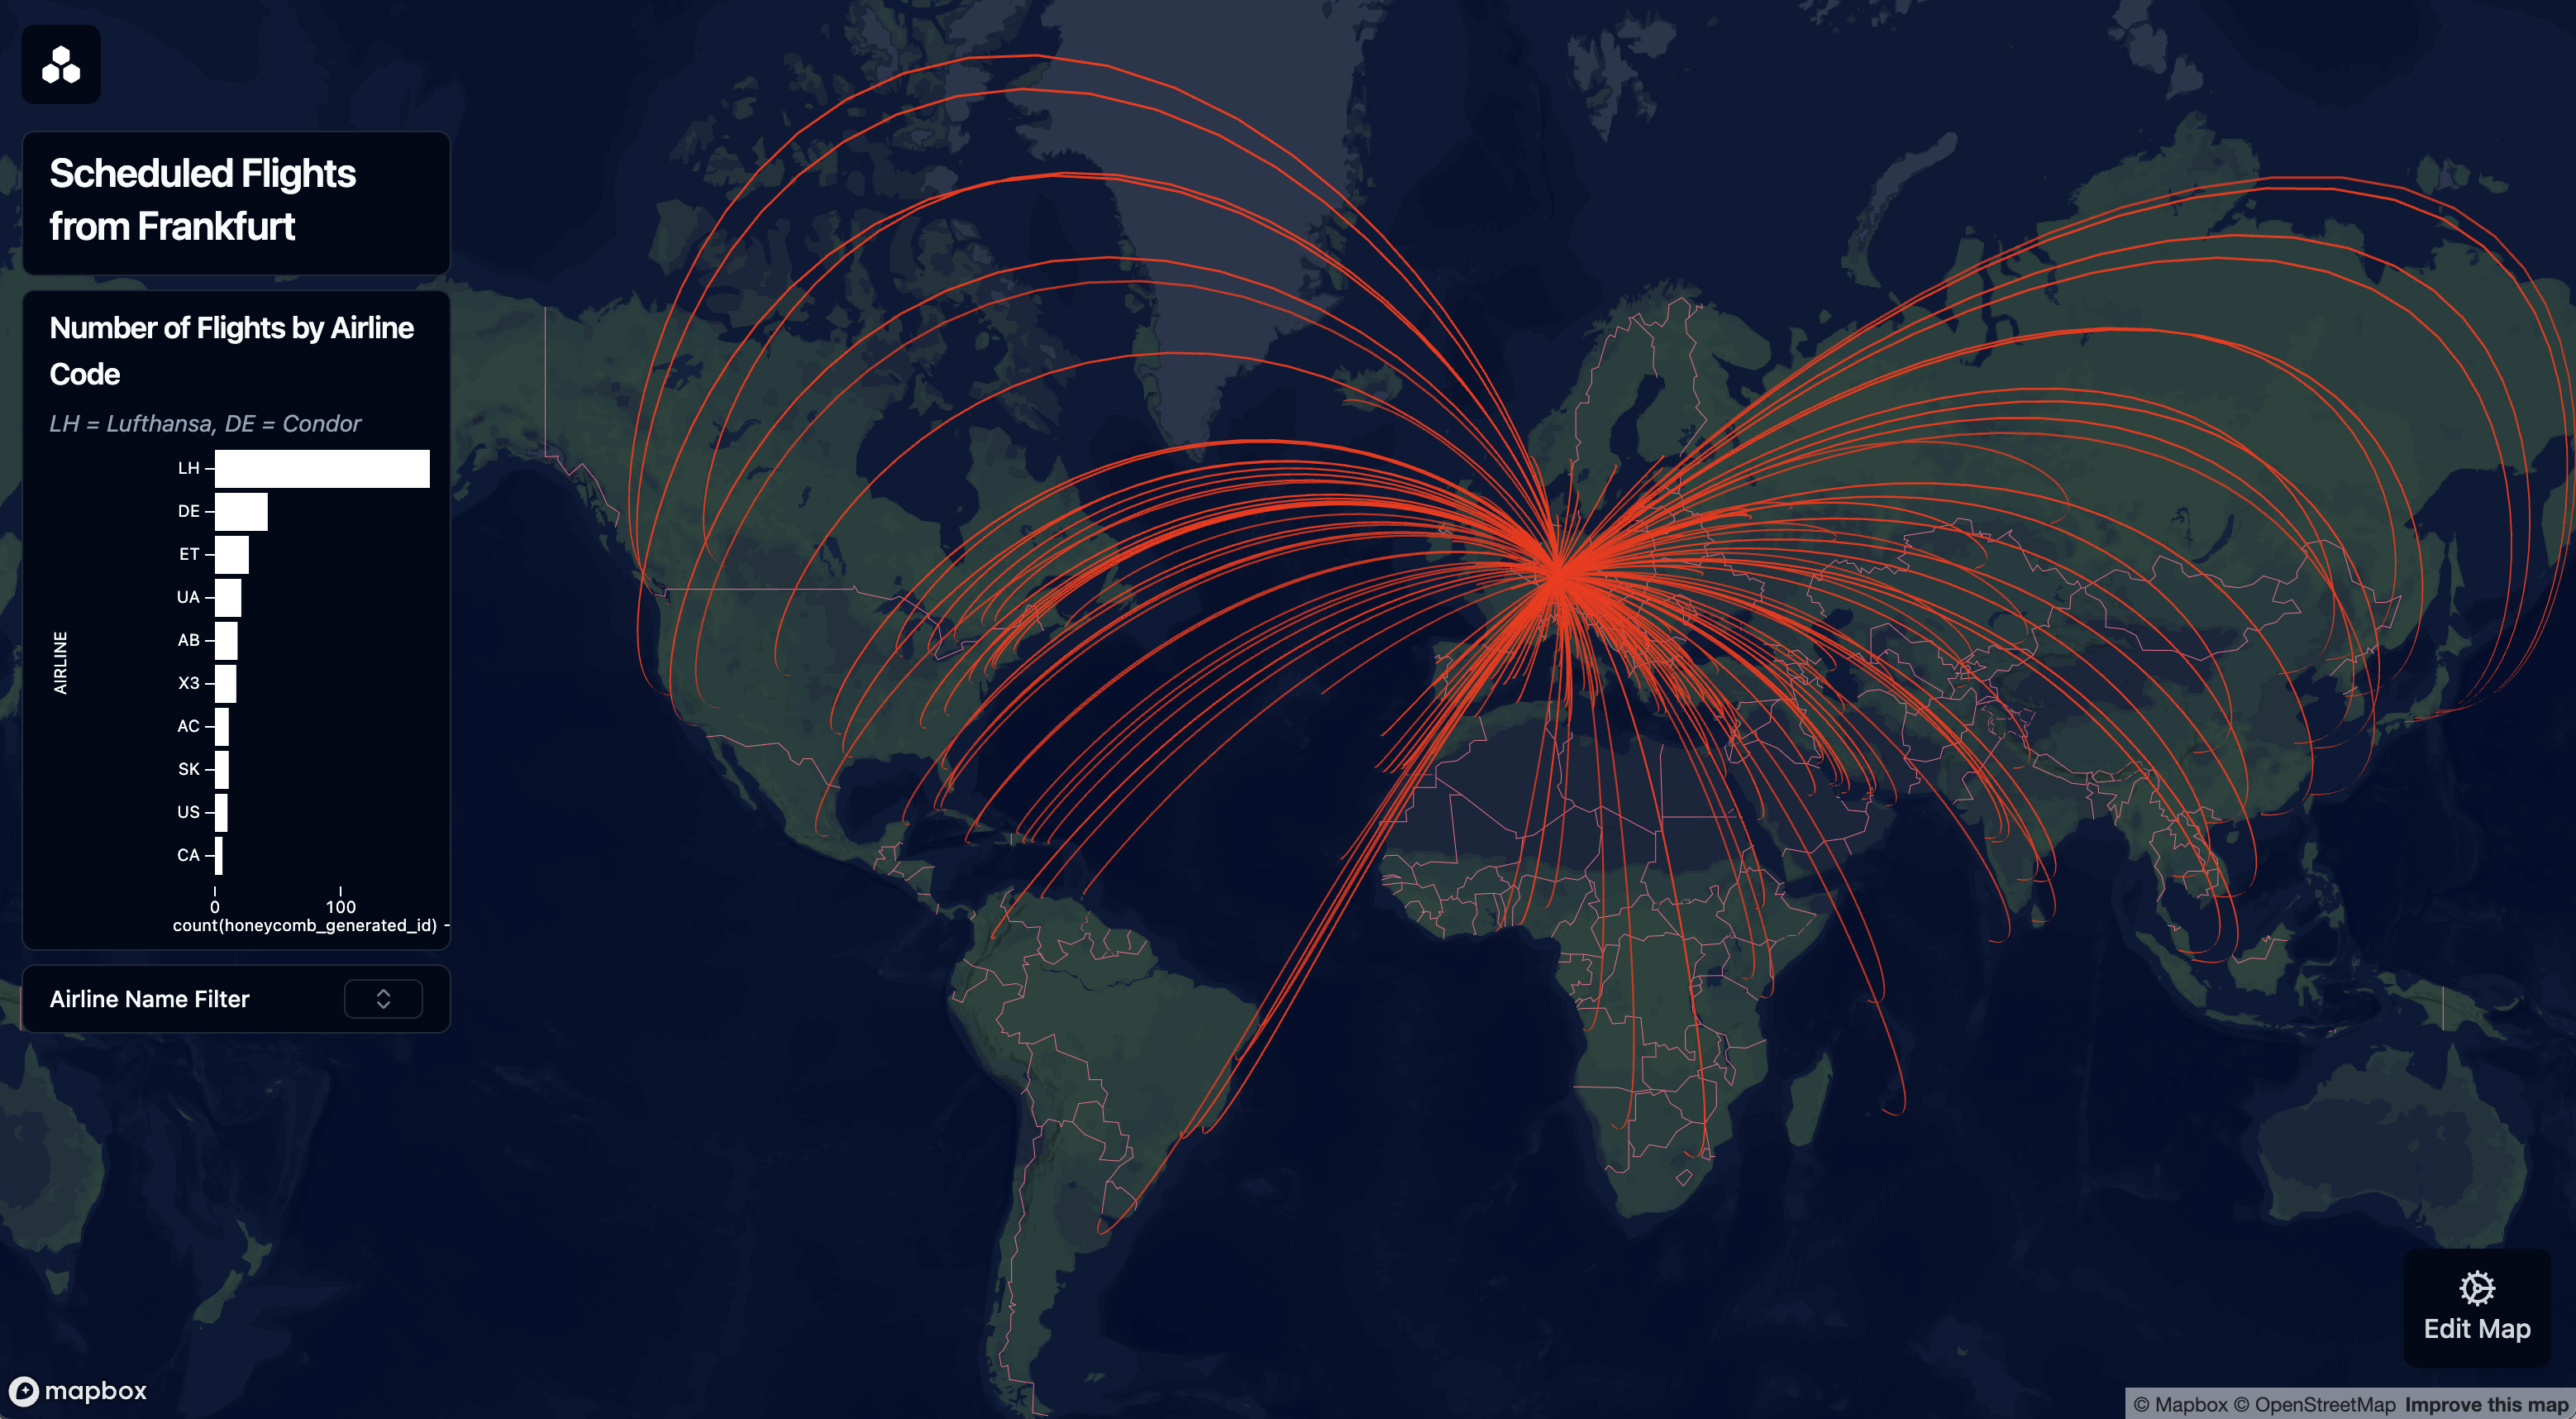 Scheduled Flights
from Frankfurt
Number of Flights by Airline
Code
LH = Lufthansa, DE = Condor
AIRLINE
LH
DE
ET
UA
AB
X3
AC
SK
US
CA
0 100
count(honeycomb_generated_id) -
Airline Name Filter
Edit Map
mapbox
© Mapbox © OpenStreetMap Improve this map